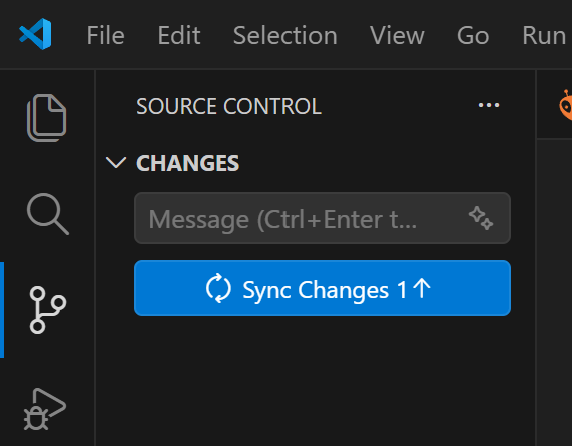 File Edit Selection View Go Run
SOURCE CONTROL
CHANGES
Message (Ctrl+Enter t...
Sync Changes 1↑